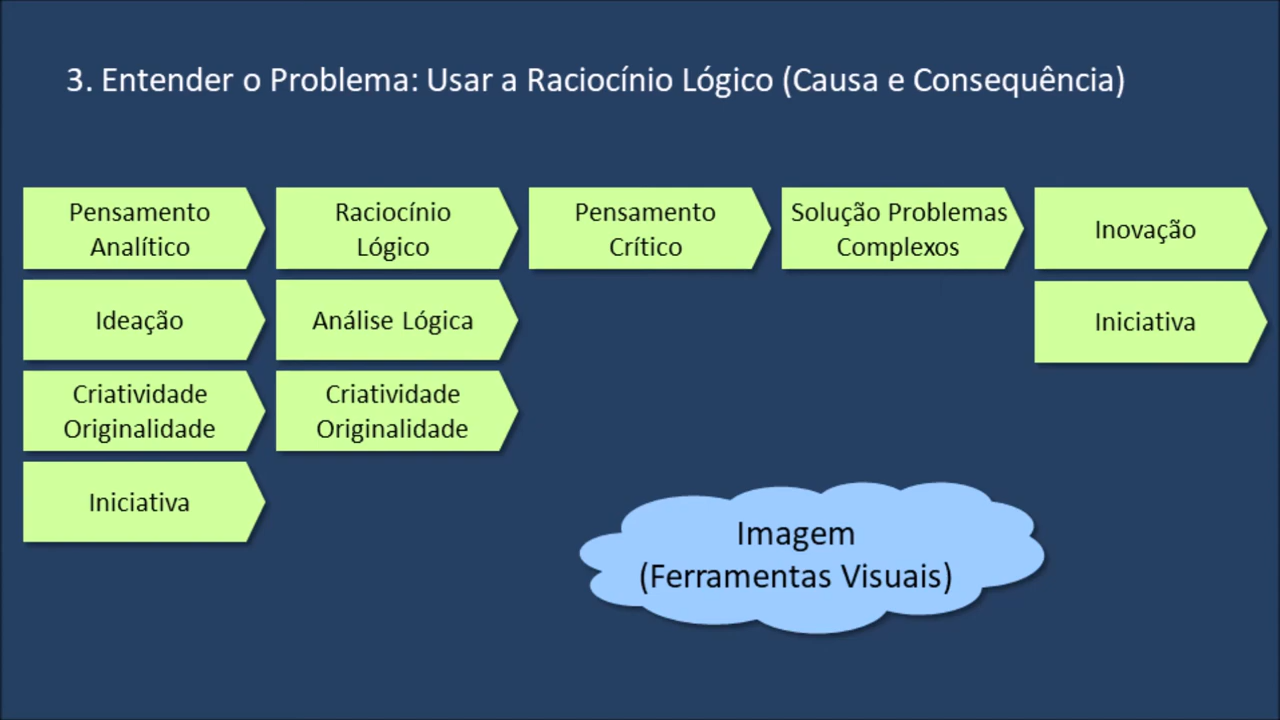 3. Entender o Problema: Usar a Raciocínio Lógico (Causa e Consequência)
Pensamento
Analítico
Raciocínio
Lógico
Pensamento
Crítico
Solução Problemas
Complexos
Inovação
Ideação
Análise Lógica
Iniciativa
Criatividade
Originalidade
Criatividade
Originalidade
Iniciativa
Imagem
(Ferramentas Visuais)